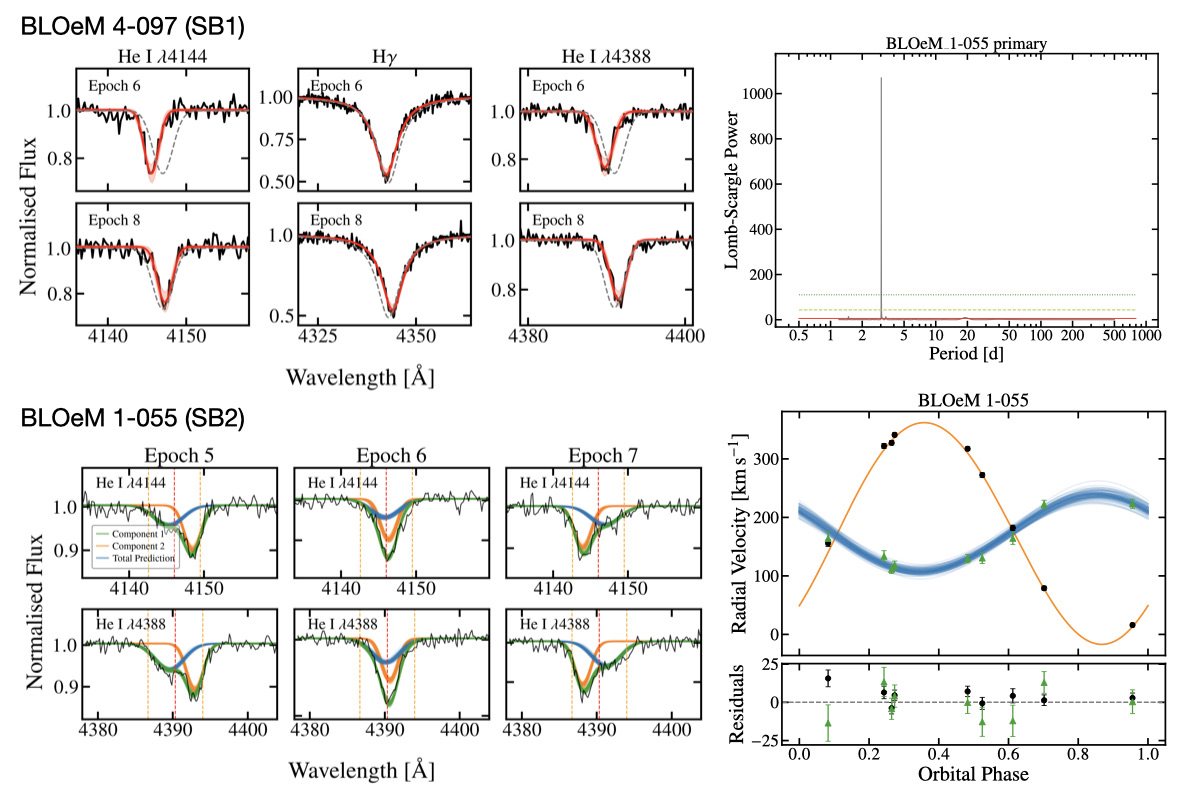 BLOeM 4-097 (SB1)
He I λ4144
Hγ
He I λ4388
Normalised Flux
Epoch 6
1.0
0.8
Epoch 6
1.00
0.75
0.50
Epoch 6
1.0
0.8
Normalised Flux
Epoch 8
1.0
0.8
4140 4150
Epoch 8
1.0
0.5
4325 4350
Epoch 8
1.0
0.8
4380 4400
Wavelength [Å]
BLOeM 1-055 primary
Lomb-Scargle Power
1000
800
600
400
200
0
0.5 1 2 5 10 20 50 100 200 500 1000
Period [d]
BLOeM 1-055 (SB2)
Epoch 5
Epoch 6
Epoch 7
Normalised Flux
He I λ4144
1.0
0.9
Component 1
Component 2
Total Prediction
4140 4150
He I λ4144
4140 4150
He I λ4144
4140 4150
Normalised Flux
He I λ4388
1.0
0.9
4380 4390 4400
He I λ4388
4380 4390 4400
He I λ4388
4380 4390 4400
Wavelength [Å]
BLOeM 1-055
Radial Velocity [km s⁻¹]
300
200
100
0
Residuals
25
0
−25
0.0 0.2 0.4 0.6 0.8 1.0
Orbital Phase